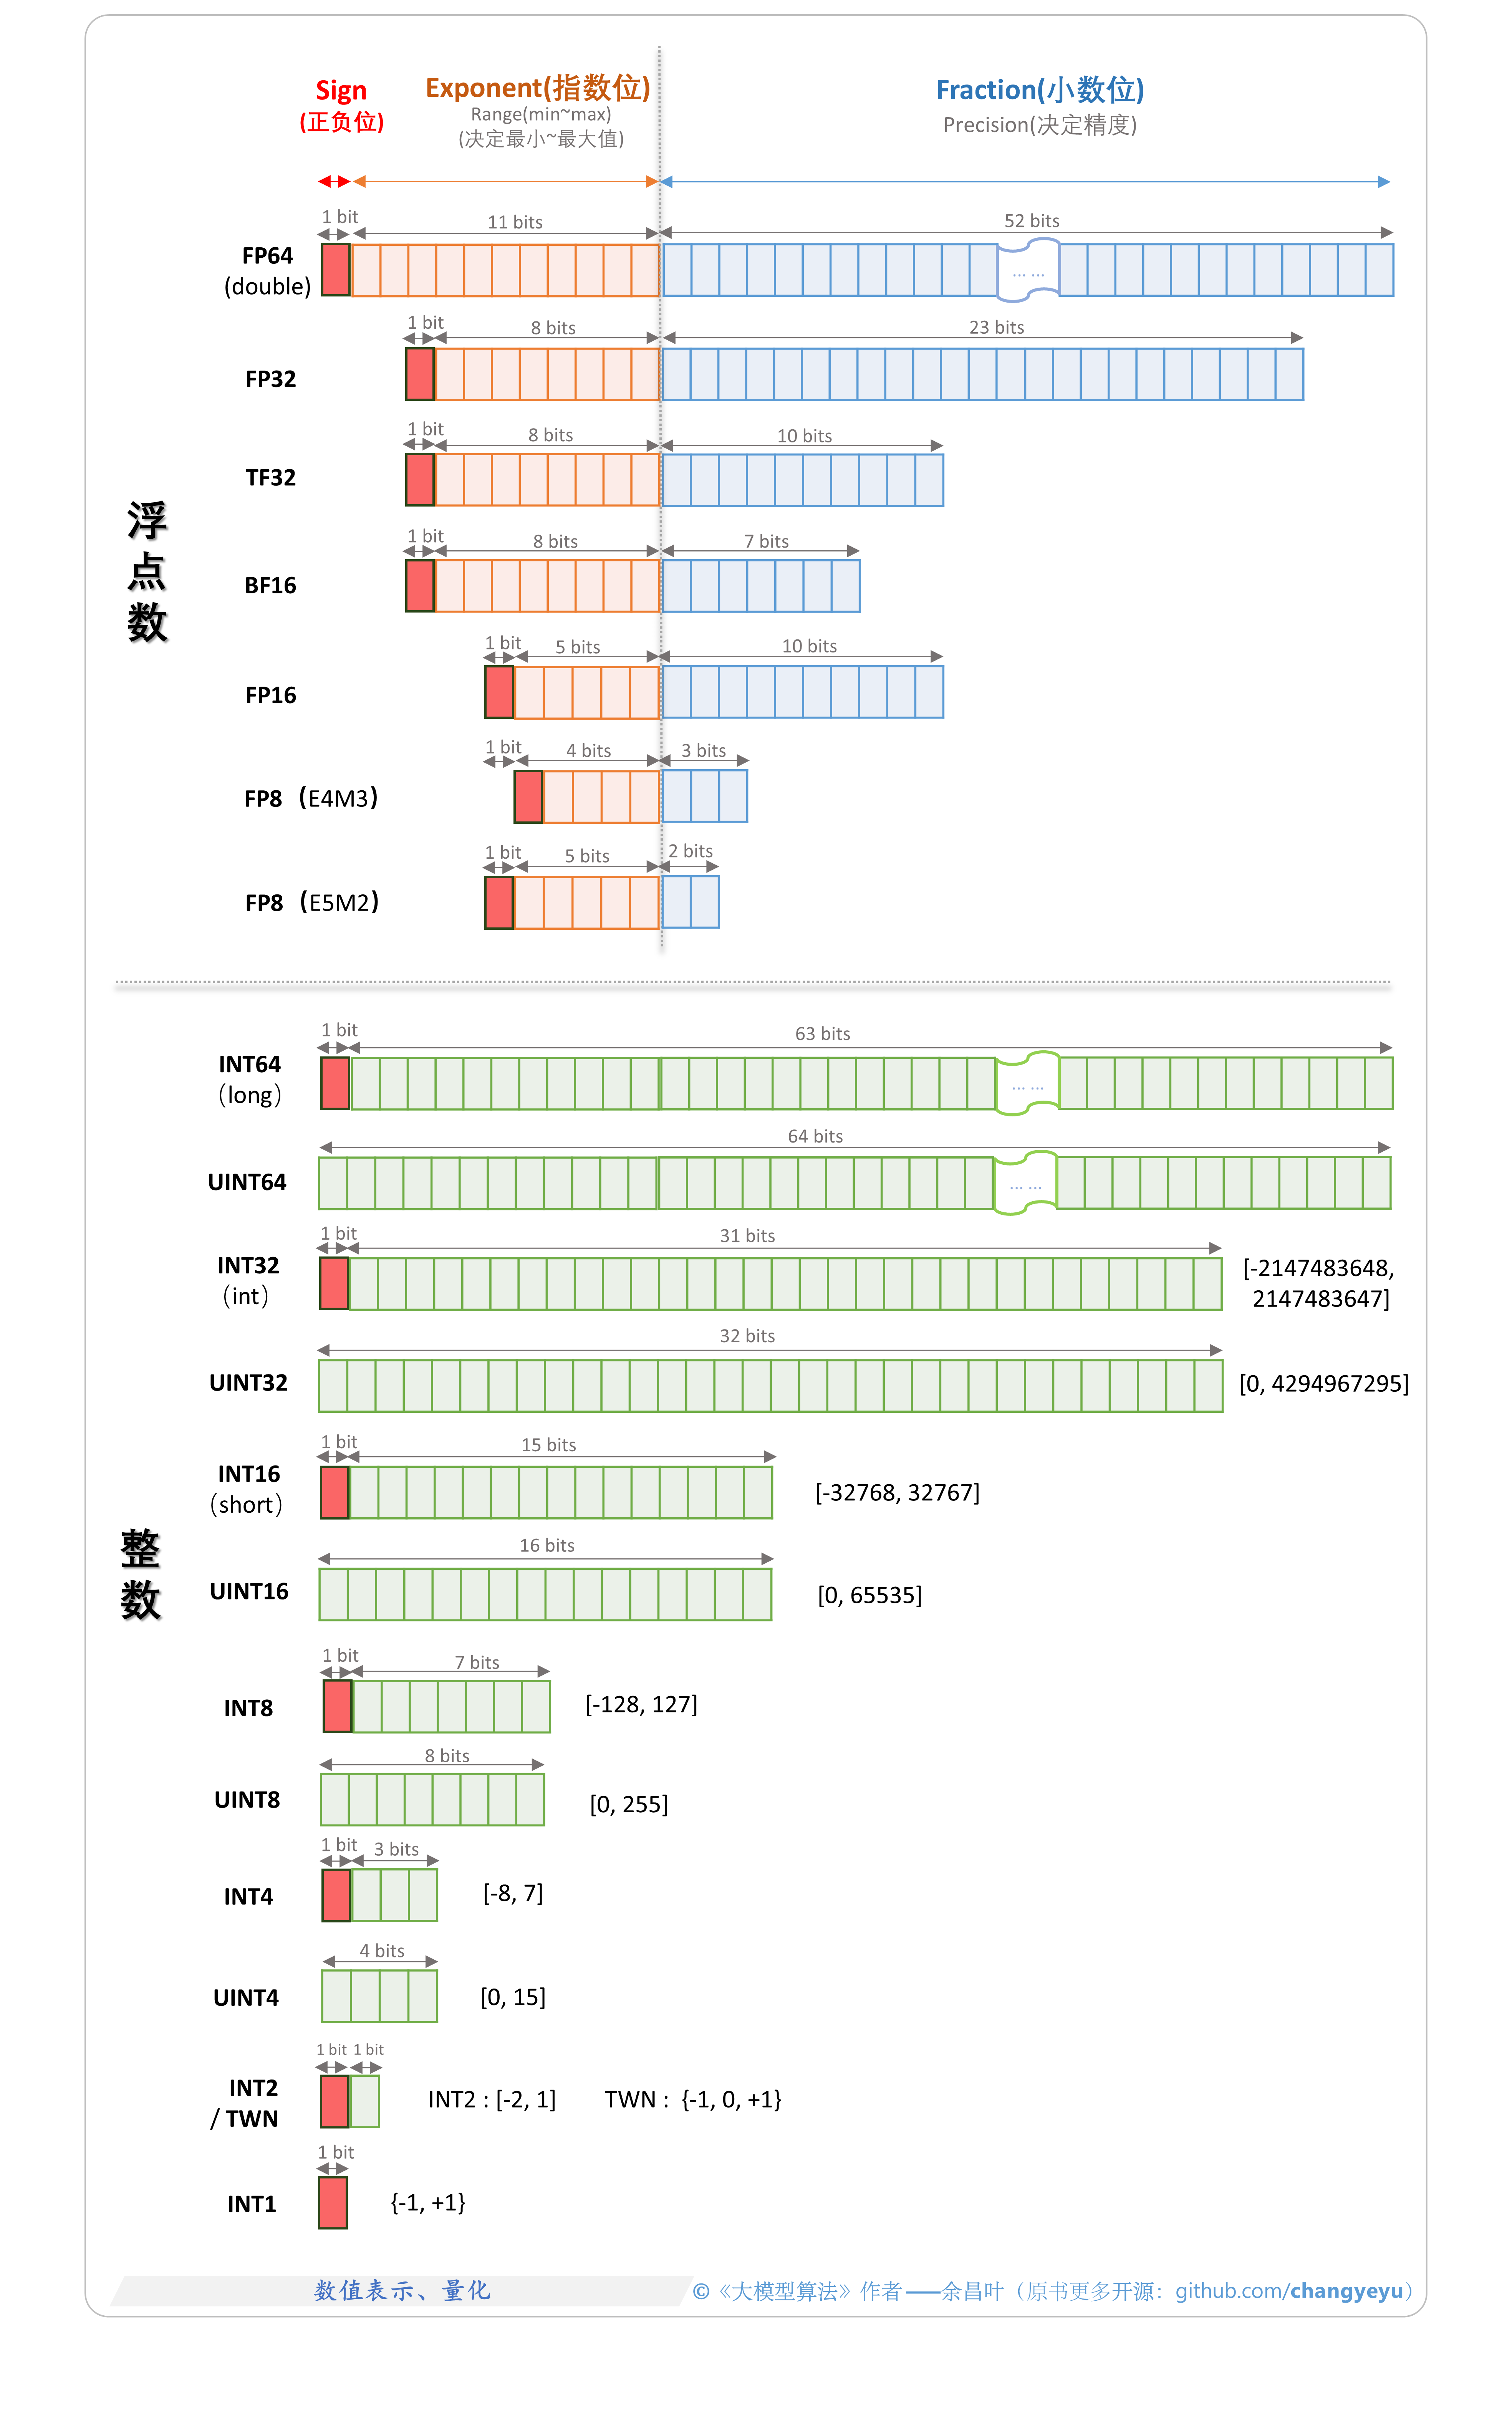 Sign
(正负位)
Exponent(指数位)
Range(min~max)
(决定最小~最大值)
Fraction(小数位)
Precision(决定精度)
浮点数
1 bit
11 bits
52 bits
FP64
(double)
... ...
1 bit
8 bits
23 bits
FP32
1 bit
8 bits
10 bits
TF32
1 bit
8 bits
7 bits
BF16
1 bit
5 bits
10 bits
FP16
1 bit
4 bits
3 bits
FP8（E4M3）
1 bit
5 bits
2 bits
FP8（E5M2）
整数
1 bit
63 bits
INT64
（long）
... ...
64 bits
UINT64
... ...
1 bit
31 bits
INT32
（int）
[-2147483648,
2147483647]
32 bits
UINT32
[0, 4294967295]
1 bit
15 bits
INT16
（short）
[-32768, 32767]
16 bits
UINT16
[0, 65535]
1 bit
7 bits
INT8
[-128, 127]
8 bits
UINT8
[0, 255]
1 bit
3 bits
INT4
[-8, 7]
4 bits
UINT4
[0, 15]
1 bit
1 bit
INT2
/ TWN
INT2 : [-2, 1]
TWN : {-1, 0, +1}
1 bit
INT1
{-1, +1}
数值表示、量化
©《大模型算法》作者——余昌叶（原书更多开源：github.com/changyeyu）